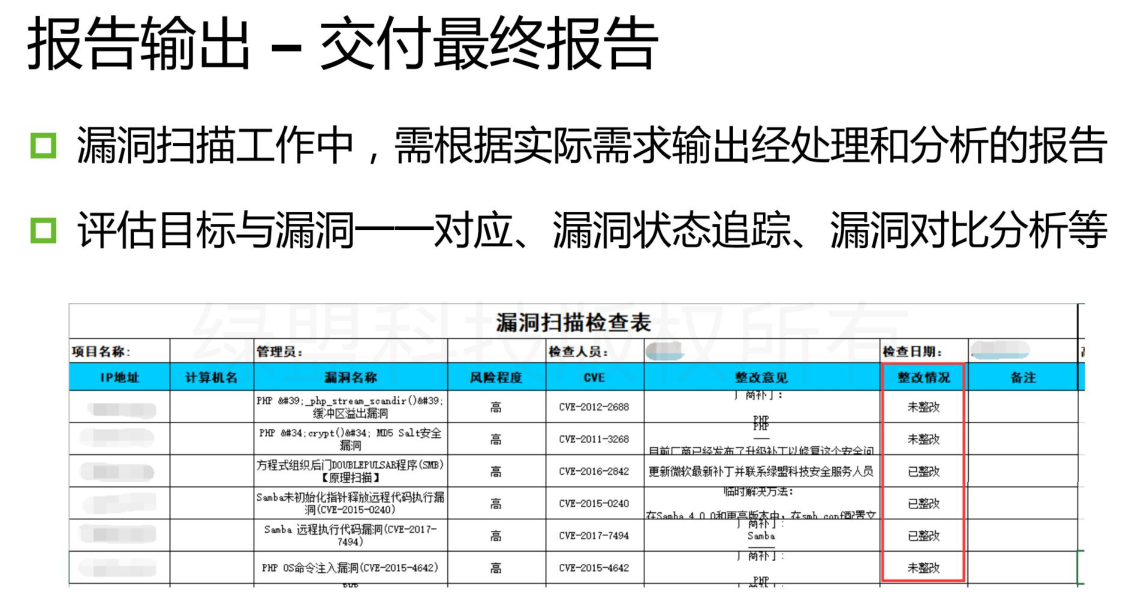 报告输出 – 交付最终报告
漏洞扫描工作中，需根据实际需求输出经处理和分析的报告
评估目标与漏洞一一对应、漏洞状态追踪、漏洞对比分析等
绿盟科技版权所有
漏洞扫描检查表
项目名称： 管理员： 检查人员： 检查日期：
IP地址 计算机名 漏洞名称 风险程度 CVE 整改意见 整改情况 备注
PHP &#39;_php_stream_scandir()&#39;
缓冲区溢出漏洞 高 CVE-2012-2688 厂商补丁： PHP 未整改
PHP &#34;crypt()&#34; MD5 Salt安全
漏洞 高 CVE-2011-3268 PHP 目前厂商已经发布了升级补丁以修复这个安全问 未整改
方程式组织后门DOUBLEPULSAR程序(SMB)
【原理扫描】 高 CVE-2016-2842 更新微软最新补丁并联系绿盟科技安全服务人员 已整改
Samba未初始化指针释放远程代码执行漏
洞(CVE-2015-0240) 高 CVE-2015-0240 临时解决方法： 在Samba 4.0.0和更高版本中，在smb.conf配置文 已整改
Samba 远程执行代码漏洞(CVE-2017-
7494) 高 CVE-2017-7494 厂商补丁： Samba 已整改
PHP OS命令注入漏洞(CVE-2015-4642) 高 CVE-2015-4642 厂商补丁： PHP 未整改